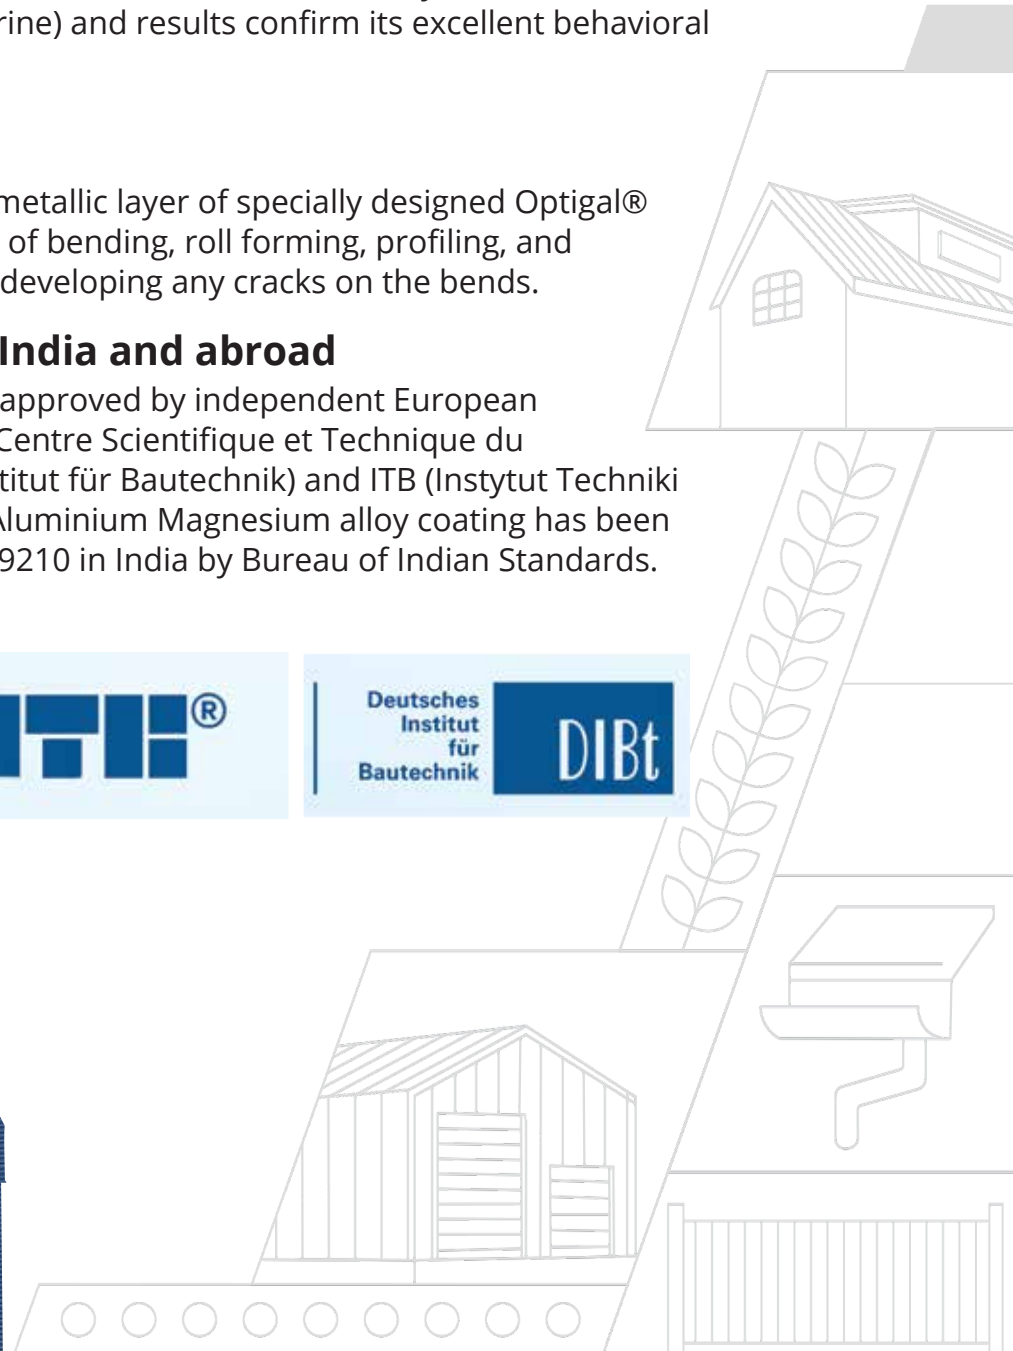 rine) and results confirm its excellent behavioral
metallic layer of specially designed Optigal®
of bending, roll forming, profiling, and
developing any cracks on the bends.
India and abroad
approved by independent European
Centre Scientifique et Technique du
titut für Bautechnik) and ITB (Instytut Techniki
Aluminium Magnesium alloy coating has been
9210 in India by Bureau of Indian Standards.
®
Deutsches
Institut
für
Bautechnik
DIBt